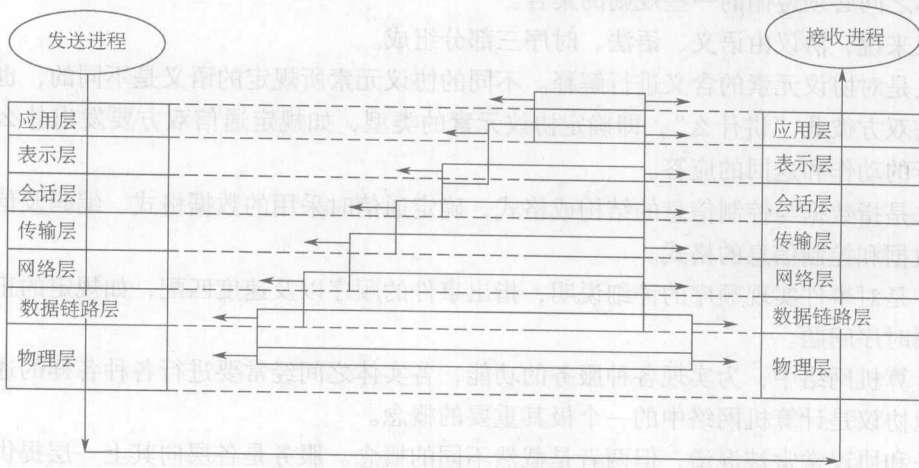 发送进程
接收进程
应用层
应用层
表示层
表示层
会话层
会话层
传输层
传输层
网络层
网络层
数据链路层
数据链路层
物理层
物理层